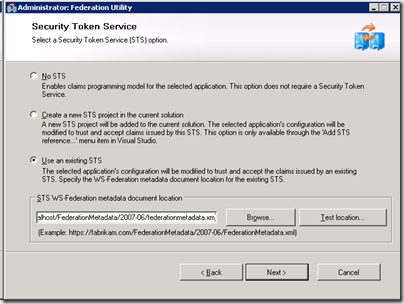 Administrator: Federation Utility
Security Token Service
Select a Security Token Service (STS) option.
No STS
Enables claims programming model for the selected application. This option does not require a Security Token
Service.
Create a new STS project in the current solution
A new STS project will be added to the current solution. The selected application's configuration will be
modified to trust and accept claims issued by this STS. This option is only available through the 'Add STS
reference...' menu item in Visual Studio.
Use an existing STS
The selected application's configuration will be modified to trust and accept the claims issued by an existing
STS. Specify the WS-Federation metadata document location for the existing STS.
STS WS-Federation metadata document location
alhost/FederationMetadata/2007-06/federationmetadata.xm
Browse...
Test location...
(Example: https://fabrikam.com/FederationMetadata/2007-06/FederationMetadata.xml)
< Back
Next >
Cancel